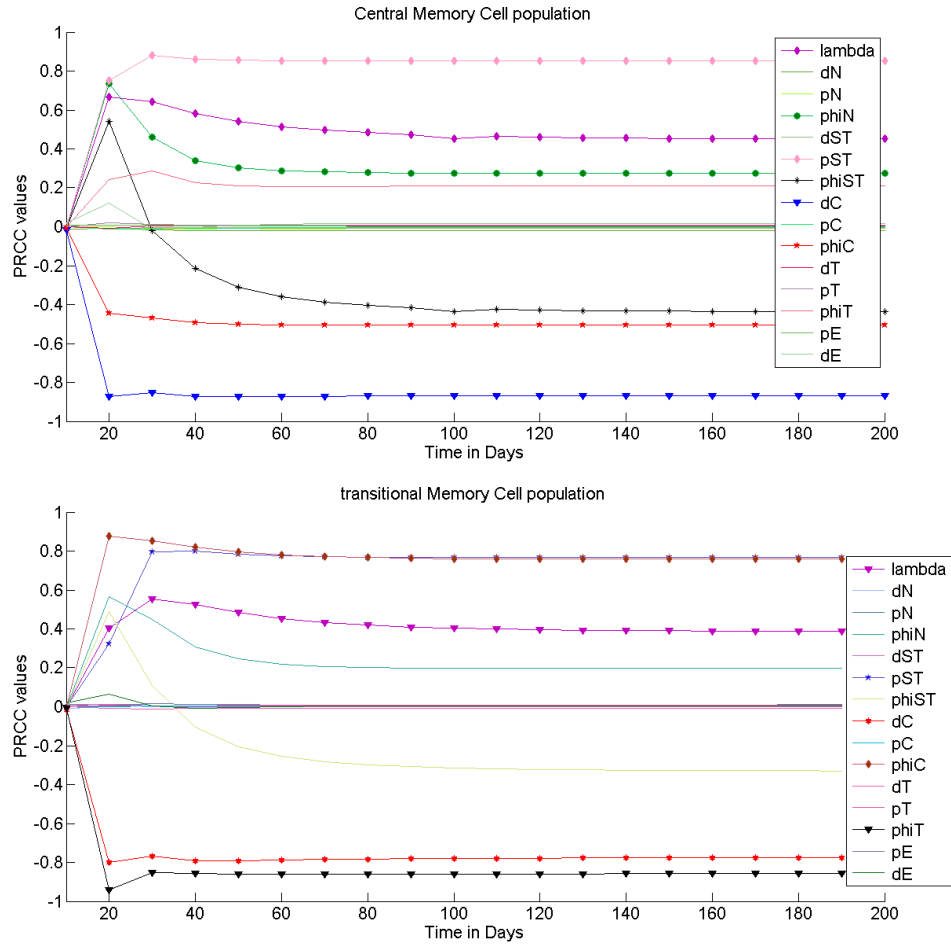 Central Memory Cell population
PRCC values
1
0.8
0.6
0.4
0.2
0
-0.2
-0.4
-0.6
-0.8
-1
20
40
60
80
100
120
140
160
180
200
Time in Days
lambda
dN
pN
phiN
dST
pST
phiST
dC
pC
phiC
dT
pT
phiT
pE
dE
transitional Memory Cell population
PRCC values
1
0.8
0.6
0.4
0.2
0
-0.2
-0.4
-0.6
-0.8
-1
20
40
60
80
100
120
140
160
180
200
Time in Days
lambda
dN
pN
phiN
dST
pST
phiST
dC
pC
phiC
dT
pT
phiT
pE
dE